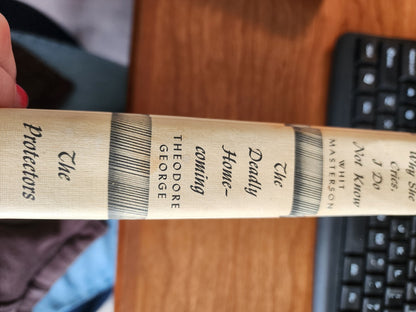 Why She
Cries,
I Do
Not Know
WHIT
MASTERSON
The
Deadly
Home-
coming
THEODORE
GEORGE
The
Protectors